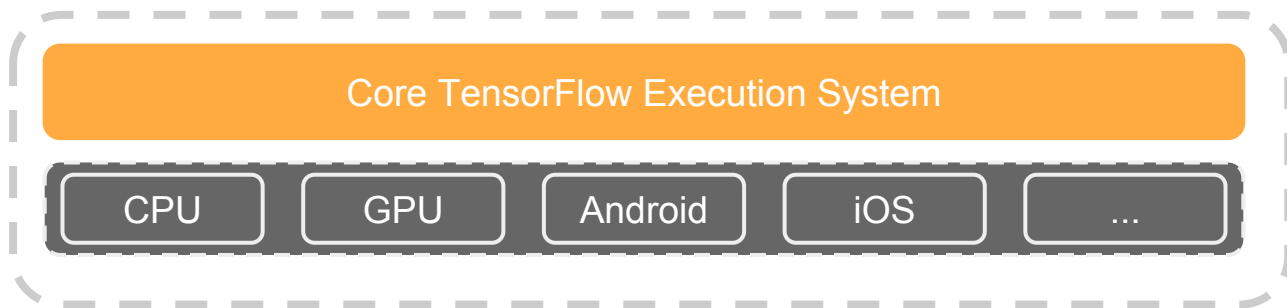 Core TensorFlow Execution System
CPU GPU Android iOS ...